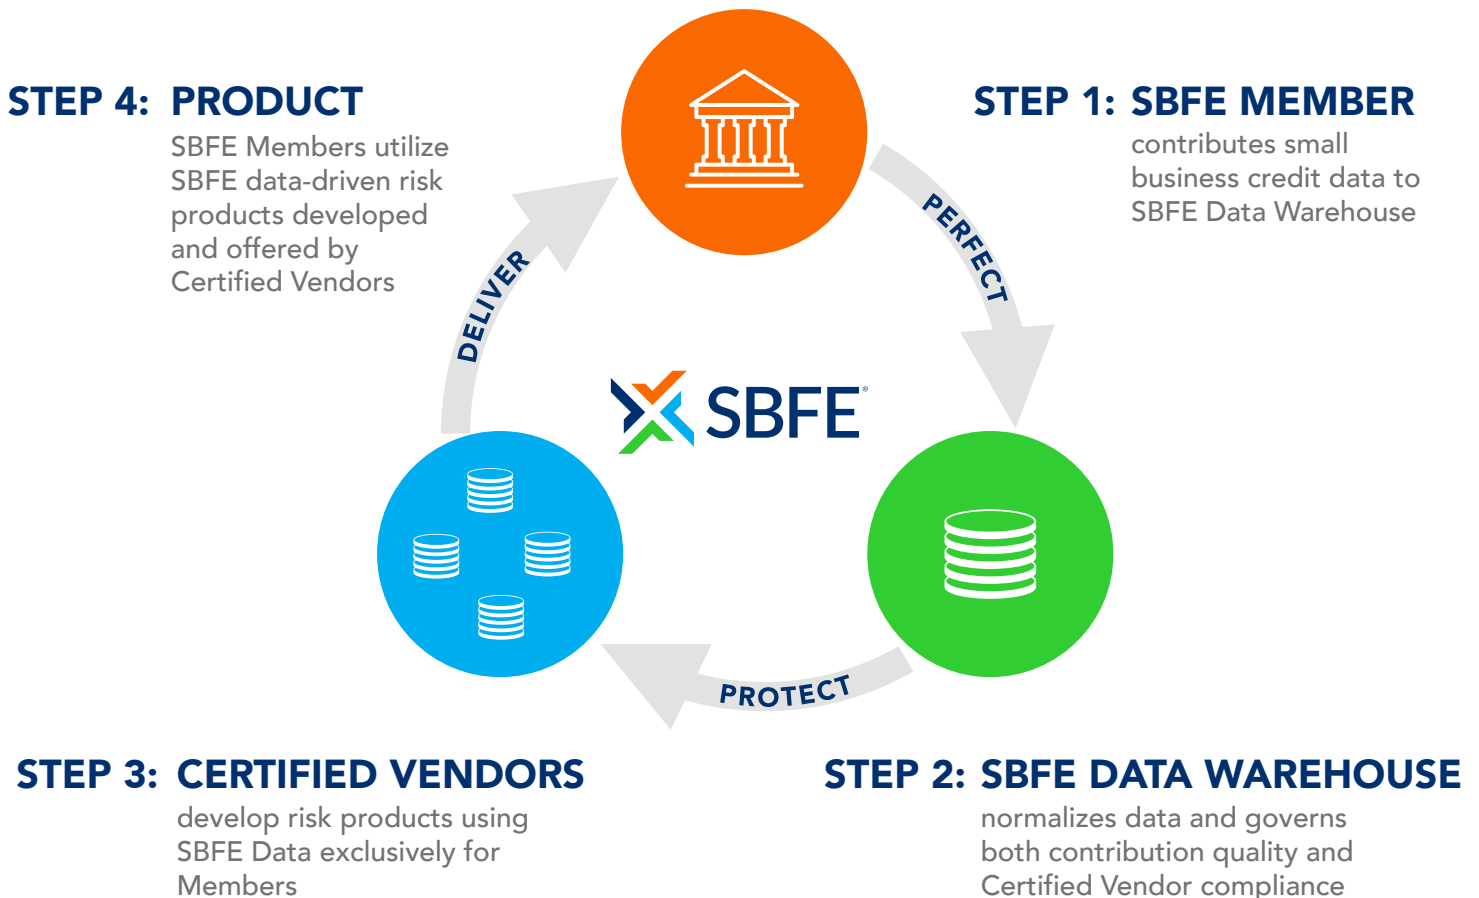 STEP 4: PRODUCT
SBFE Members utilize
SBFE data-driven risk
products developed
and offered by
Certified Vendors
STEP 1: SBFE MEMBER
contributes small
business credit data to
SBFE Data Warehouse
PERFECT
DELIVER
SBFE®
PROTECT
STEP 3: CERTIFIED VENDORS
develop risk products using
SBFE Data exclusively for
Members
STEP 2: SBFE DATA WAREHOUSE
normalizes data and governs
both contribution quality and
Certified Vendor compliance